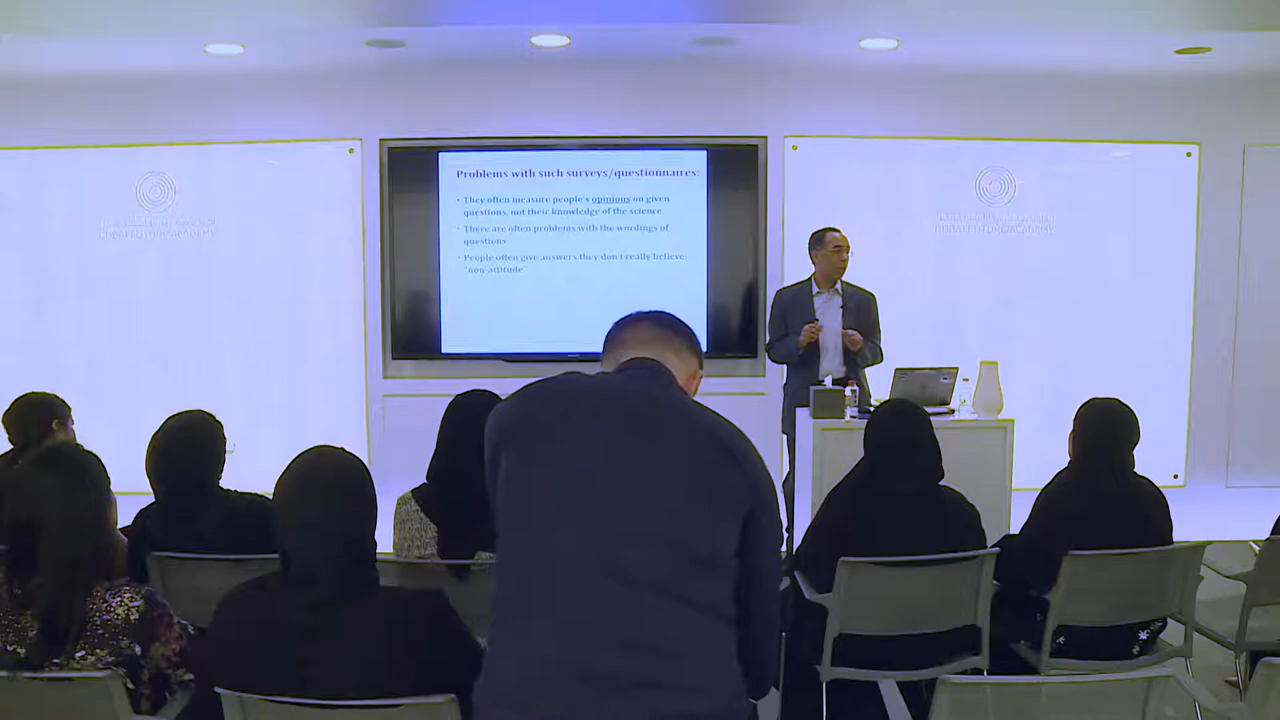 Problems with such surveys/questionnaires:
• They often measure people's opinions on given
questions, not their knowledge of the science
• There are often problems with the wordings of
questions
• People often give answers they don't really believe:
"non-attitude"
DUBAI FUTURE ACADEMY
DUBAI FUTURE ACADEMY